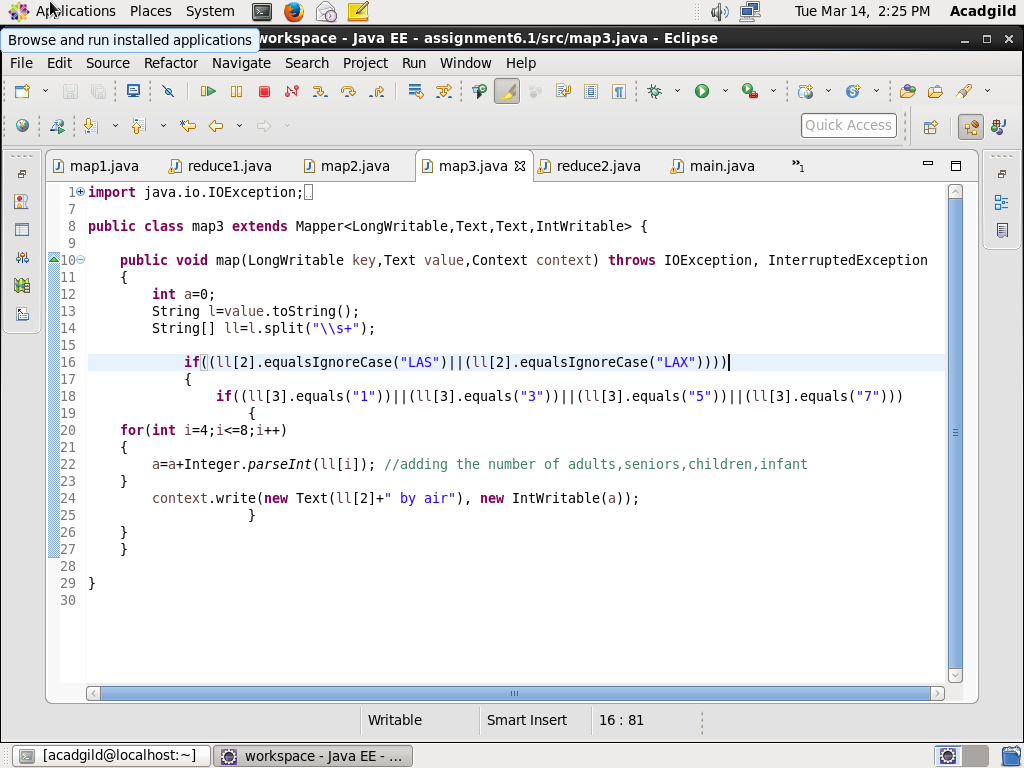 Applications Places System Tue Mar 14, 2:25 PM Acadgild
Browse and run installed applications
workspace - Java EE - assignment6.1/src/map3.java - Eclipse
File Edit Source Refactor Navigate Search Project Run Window Help
Quick Access
map1.java reduce1.java map2.java map3.java reduce2.java main.java »1
1 import java.io.IOException;
7
8 public class map3 extends Mapper<LongWritable,Text,Text,IntWritable> {
9
10 public void map(LongWritable key,Text value,Context context) throws IOException, InterruptedException
11 {
12 int a=0;
13 String l=value.toString();
14 String[] ll=l.split("\\s+");
15
16 if((ll[2].equalsIgnoreCase("LAS")||(ll[2].equalsIgnoreCase("LAX"))))
17 {
18 if((ll[3].equals("1"))||(ll[3].equals("3"))||(ll[3].equals("5"))||(ll[3].equals("7")))
19 {
20 for(int i=4;i<=8;i++)
21 {
22 a=a+Integer.parseInt(ll[i]); //adding the number of adults,seniors,children,infant
23 }
24 context.write(new Text(ll[2]+" by air"), new IntWritable(a));
25 }
26 }
27 }
28
29 }
30
Writable Smart Insert 16 : 81
[acadgild@localhost:~] workspace - Java EE - ...